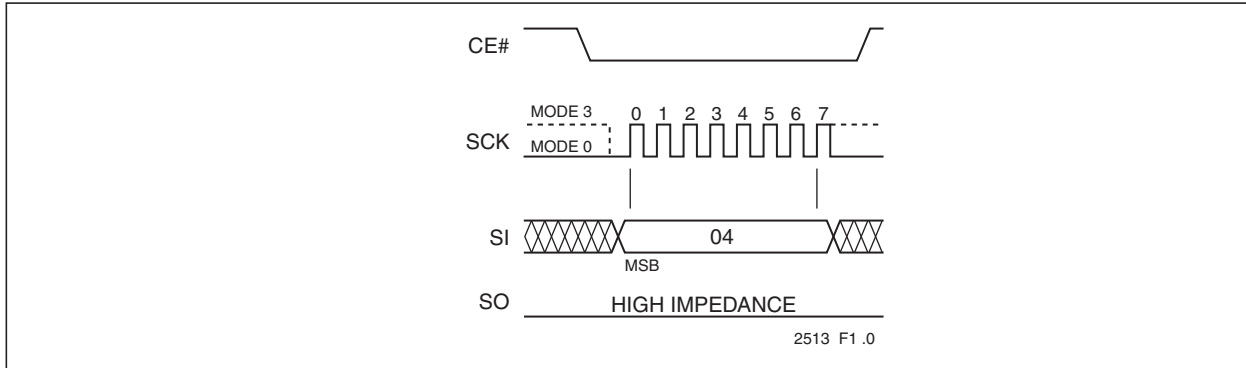 CE#
MODE 3
0 1 2 3 4 5 6 7
SCK
MODE 0
SI
04
MSB
SO
HIGH IMPEDANCE
2513 F1 .0